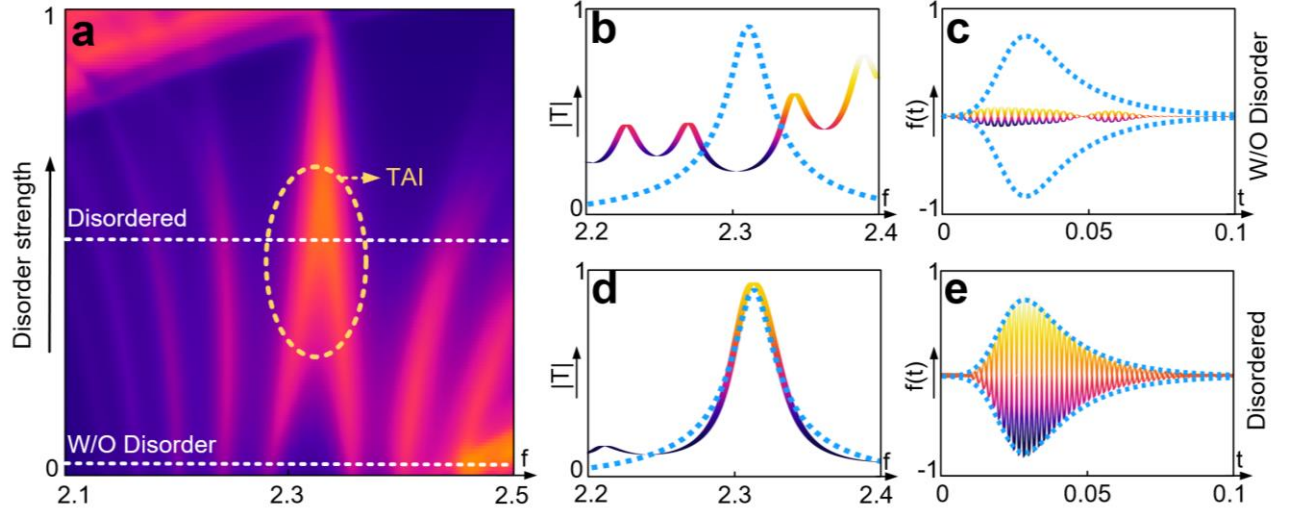 a
1
Disorder strength
TAI
Disordered
W/O Disorder
f
0
2.1
2.3
2.5
b
1
|T|
f
0
2.2
2.3
2.4
c
1
f(t)
t
-1
0
0.05
0.1
W/O Disorder
d
1
|T|
f
0
2.2
2.3
2.4
e
1
f(t)
t
-1
0
0.05
0.1
Disordered